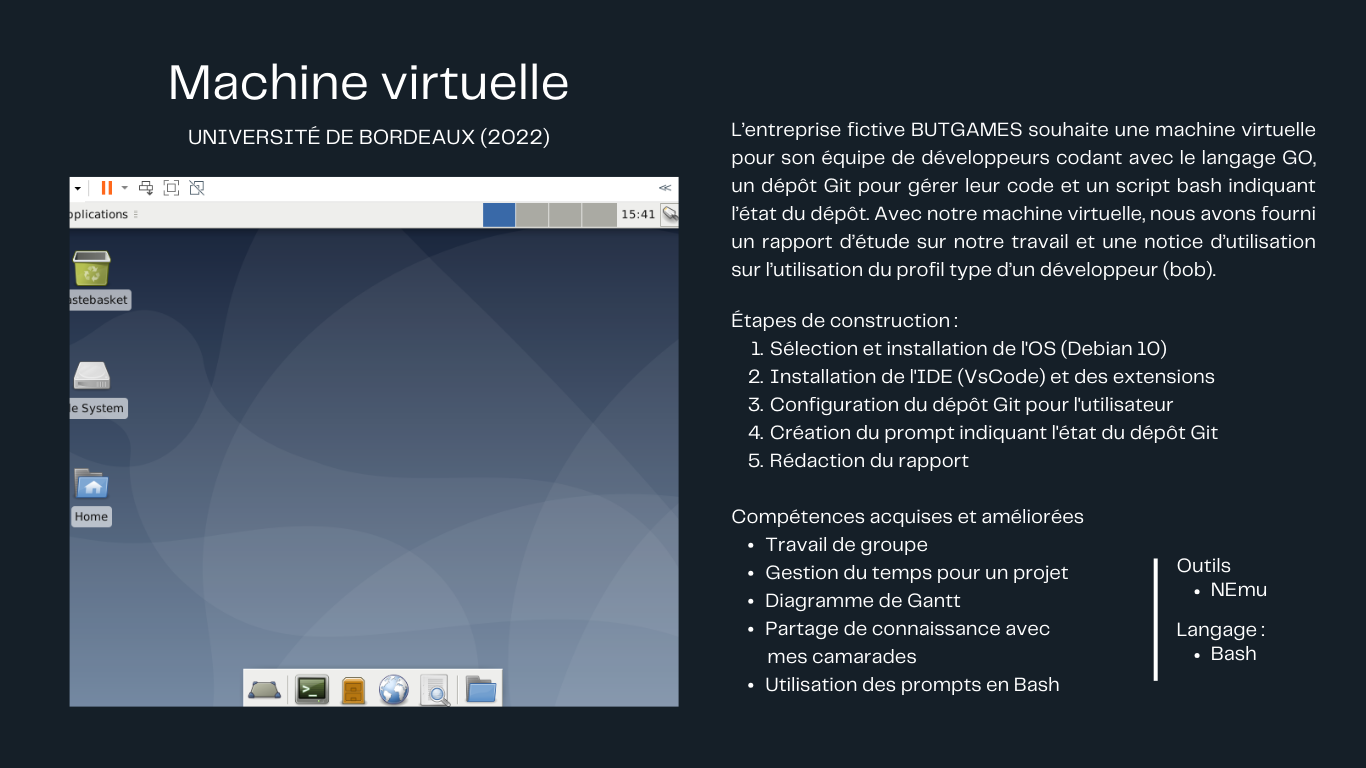 Machine virtuelle
UNIVERSITÉ DE BORDEAUX (2022)
pplications
15:41
astebasket
le System
Home
L'entreprise fictive BUTGAMES souhaite une machine virtuelle
pour son équipe de développeurs codant avec le langage GO,
un dépôt Git pour gérer leur code et un script bash indiquant
l'état du dépôt. Avec notre machine virtuelle, nous avons fourni
un rapport d'étude sur notre travail et une notice d'utilisation
sur l'utilisation du profil type d'un développeur (bob).
Étapes de construction :
1. Sélection et installation de l'OS (Debian 10)
2. Installation de l'IDE (VsCode) et des extensions
3. Configuration du dépôt Git pour l'utilisateur
4. Création du prompt indiquant l'état du dépôt Git
5. Rédaction du rapport
Compétences acquises et améliorées
• Travail de groupe
• Gestion du temps pour un projet
• Diagramme de Gantt
• Partage de connaissance avec
mes camarades
• Utilisation des prompts en Bash
Outils
• NEmu
Langage :
• Bash